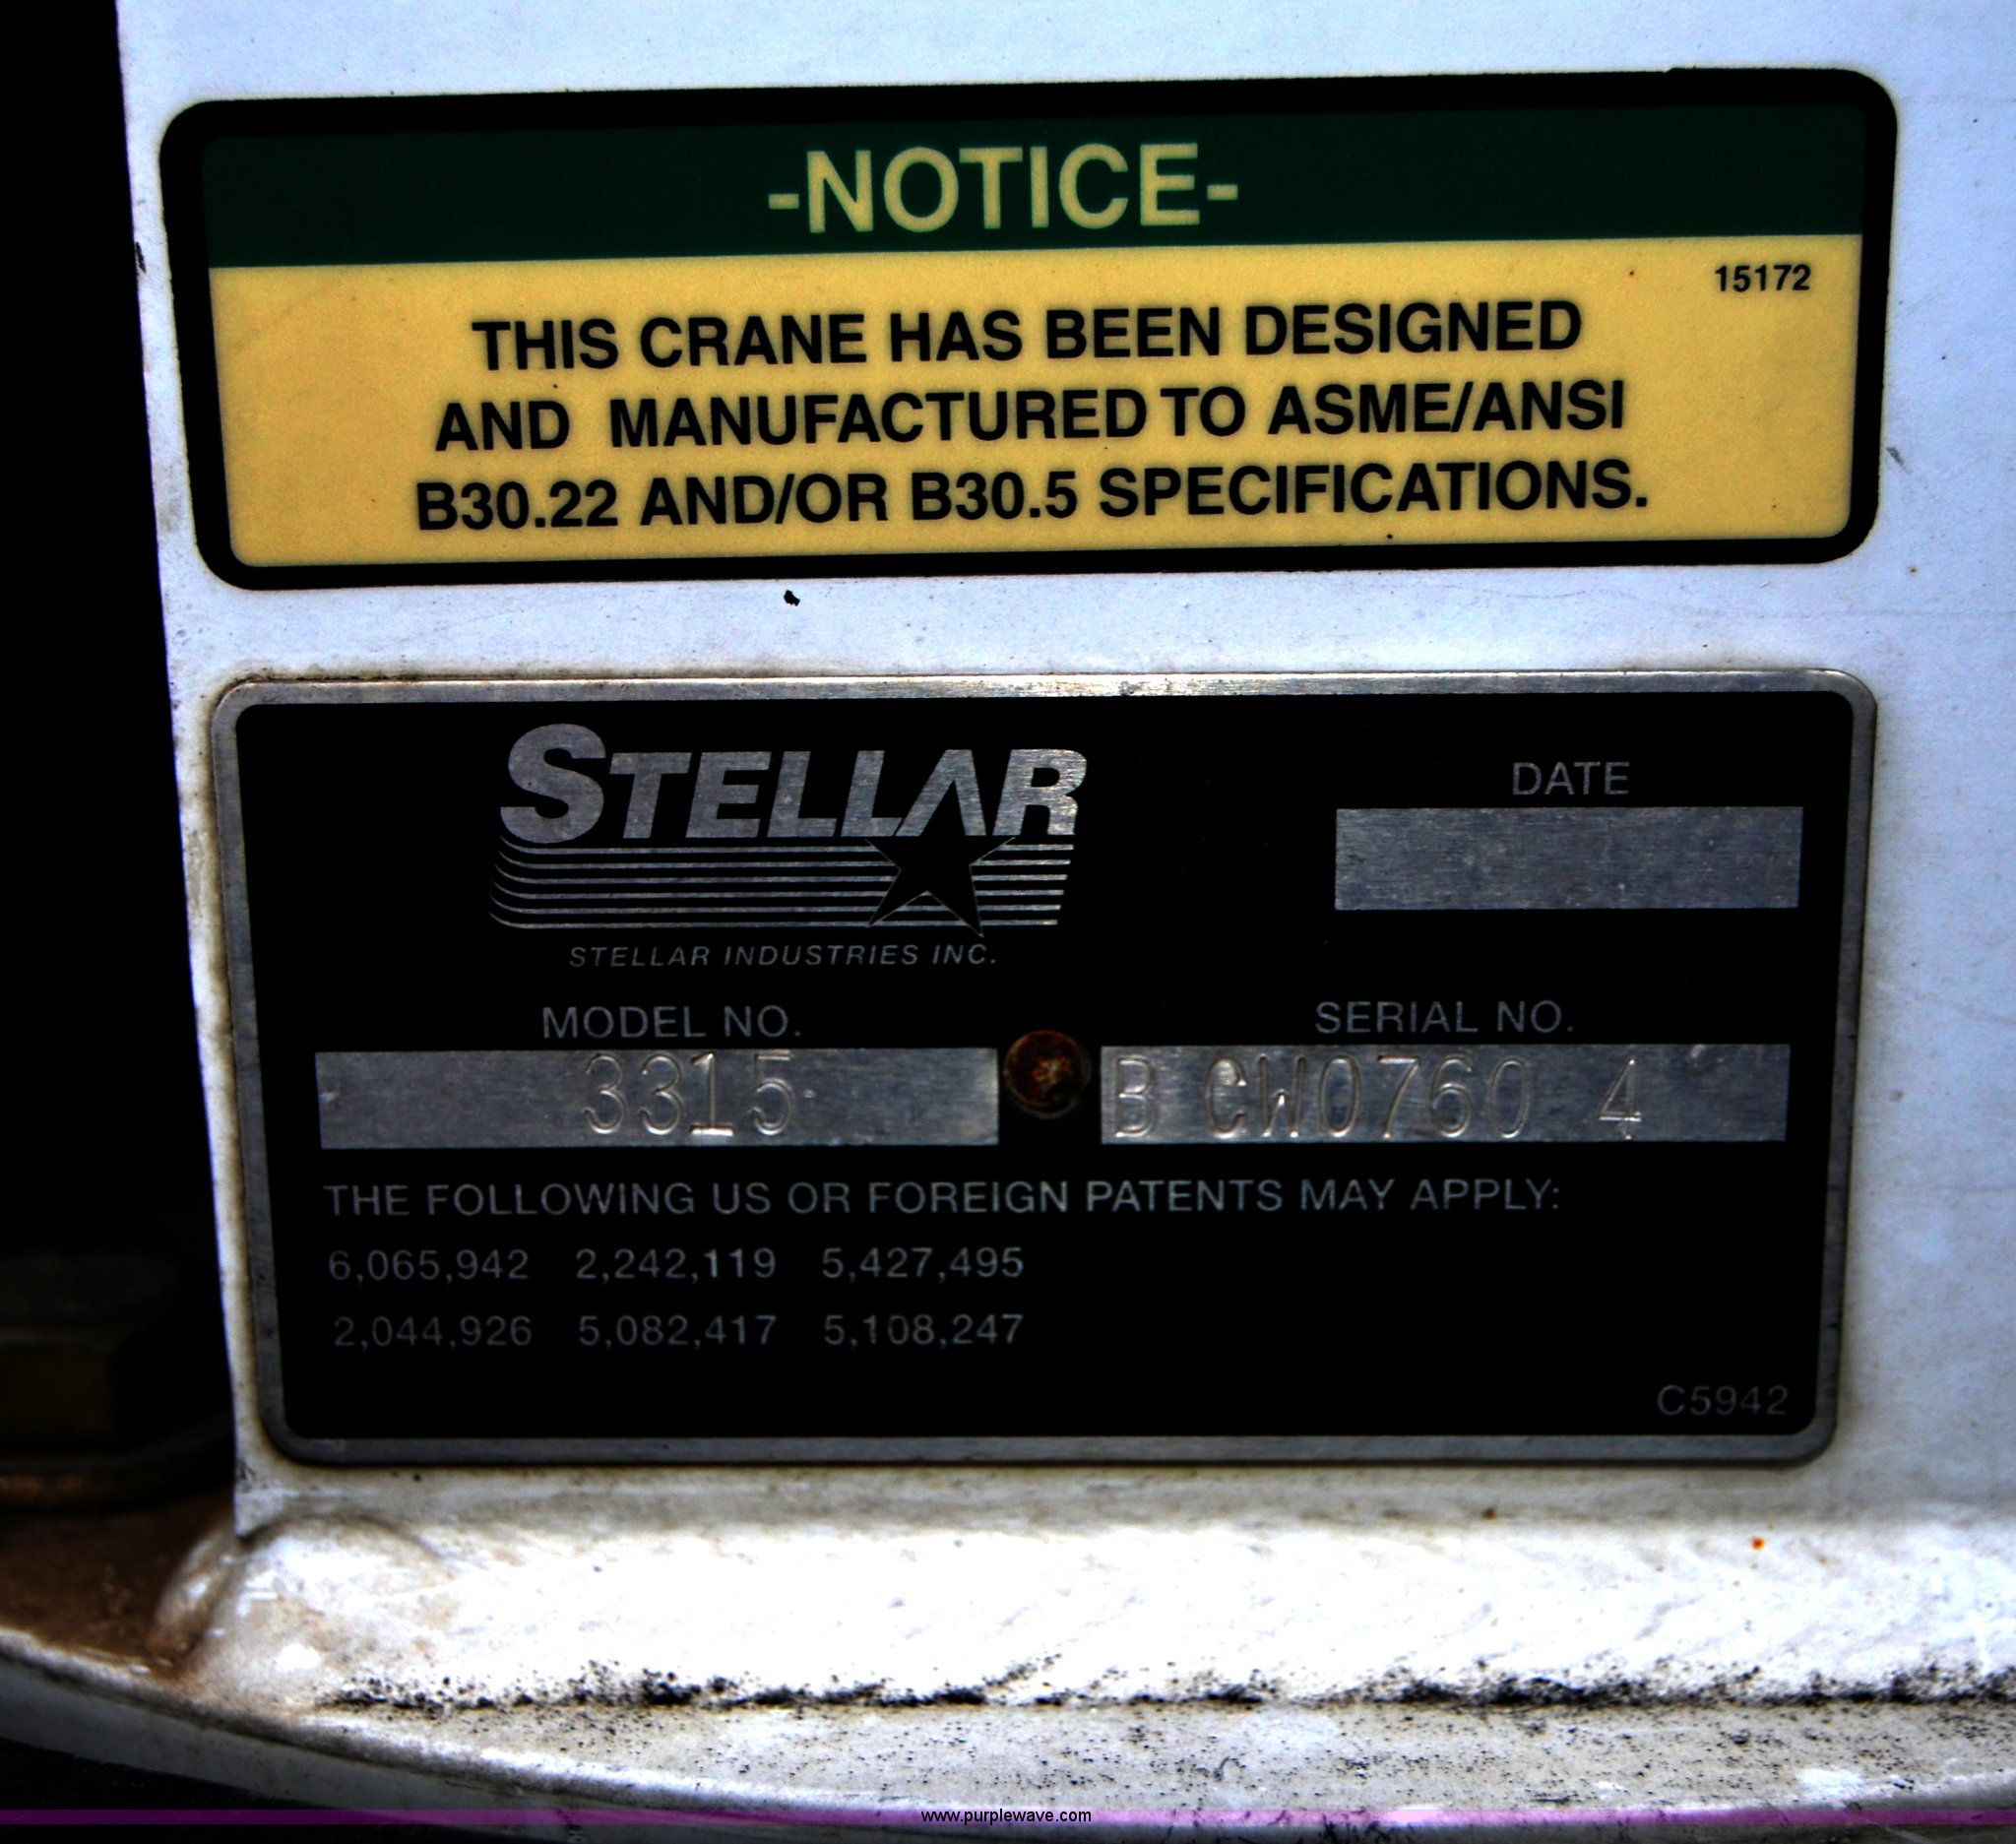 -NOTICE-
15172
THIS CRANE HAS BEEN DESIGNED
AND MANUFACTURED TO ASME/ANSI
B30.22 AND/OR B30.5 SPECIFICATIONS.
STELLAR
STELLAR INDUSTRIES INC.
DATE
MODEL NO.
3315
SERIAL NO.
B CW0760 4
THE FOLLOWING US OR FOREIGN PATENTS MAY APPLY:
6,065,942 2,242,119 5,427,495
2,044,926 5,082,417 5,108,247
C5942
www.purplewave.com